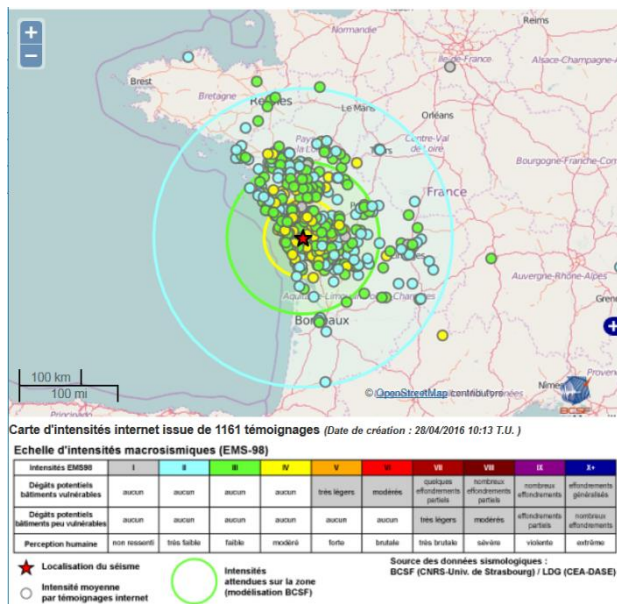 +
−
Normandie
Reims
Île-de-France
Brest
Alsace-Champagne-A
Bretagne
Rennes
Le Mans
Orléans
Centre-Val
de Loire
Tours
Bourgogne-Franche-Com
France
Auvergne-Rhône-Alpes
Bordeaux
Gren
Proven
Nîmes
Principado
100 km
100 mi
© OpenStreetMap contributors
BCSF
Carte d'intensités internet issue de 1161 témoignages (Date de création : 28/04/2016 10:13 T.U. )
Echelle d'intensités macrosismiques (EMS-98)
Intensités EMS98 I II III IV V VI VII VIII IX X+
Dégâts potentiels bâtiments vulnérables aucun aucun aucun aucun très légers modérés quelques effondrements partiels nombreux effondrements partiels nombreux effondrements effondrements généralisés
Dégâts potentiels bâtiments peu vulnérables aucun aucun aucun aucun aucun aucun très légers modérés effondrements partiels nombreux effondrements
Perception humaine non ressenti très faible faible modéré forte brutale très brutale sévère violente extrême
Localisation du séisme
Intensité moyenne
par témoignages internet
Intensités
attendues sur la zone
(modélisation BCSF)
Source des données sismologiques :
BCSF (CNRS-Univ. de Strasbourg) / LDG (CEA-DASE)